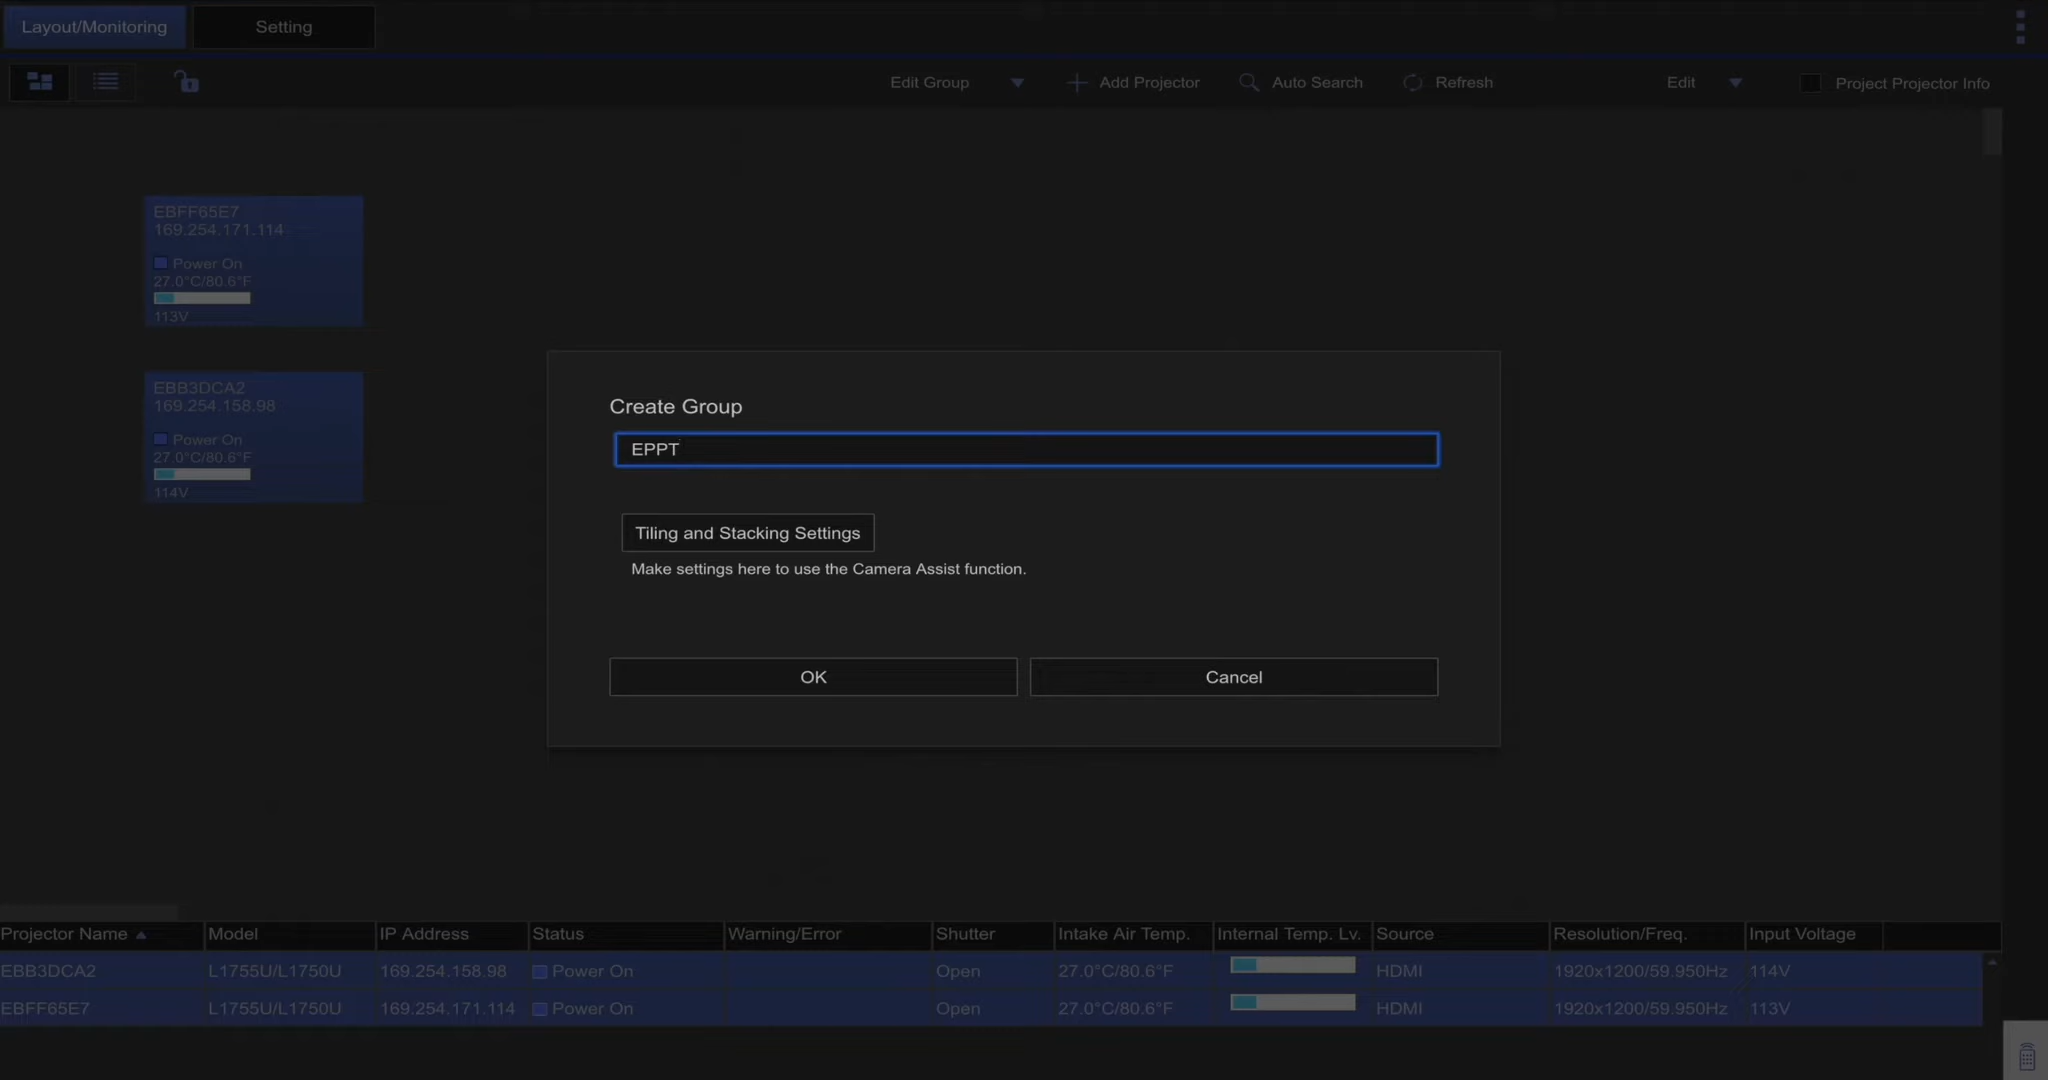 Layout/Monitoring Setting
Edit Group Add Projector Auto Search Refresh Edit Project Projector Info
EBFF65E7
169.254.171.114
Power On
27.0°C/80.6°F
113V
EBB3DCA2
169.254.158.98
Power On
27.0°C/80.6°F
114V
Create Group
EPPT
Tiling and Stacking Settings
Make settings here to use the Camera Assist function.
OK Cancel
Projector Name Model IP Address Status Warning/Error Shutter Intake Air Temp. Internal Temp. Lv. Source Resolution/Freq. Input Voltage
EBB3DCA2 L1755U/L1750U 169.254.158.98 Power On Open 27.0°C/80.6°F HDMI 1920x1200/59.950Hz 114V
EBFF65E7 L1755U/L1750U 169.254.171.114 Power On Open 27.0°C/80.6°F HDMI 1920x1200/59.950Hz 113V